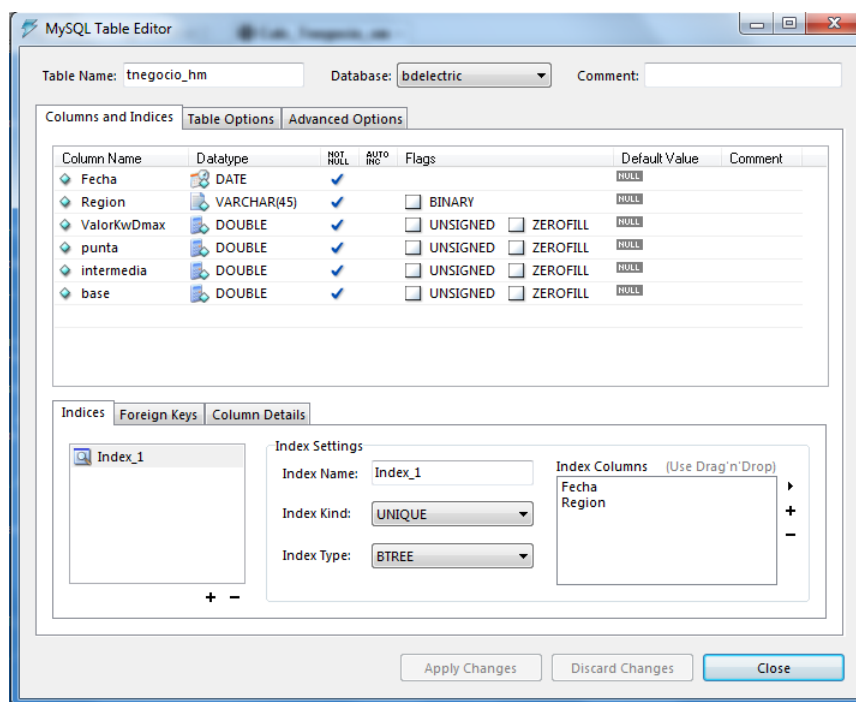 MySQL Table Editor
Table Name: tnegocio_hm Database: bdelectric Comment:
Columns and Indices Table Options Advanced Options
Column Name Datatype NOT NULL AUTO INC Flags Default Value Comment
Fecha DATE NULL
Region VARCHAR(45) BINARY NULL
ValorKwDmax DOUBLE UNSIGNED ZEROFILL NULL
punta DOUBLE UNSIGNED ZEROFILL NULL
intermedia DOUBLE UNSIGNED ZEROFILL NULL
base DOUBLE UNSIGNED ZEROFILL NULL
Indices Foreign Keys Column Details
Index_1
Index Settings
Index Name: Index_1
Index Kind: UNIQUE
Index Type: BTREE
Index Columns (Use Drag'n'Drop)
Fecha
Region
Apply Changes Discard Changes Close